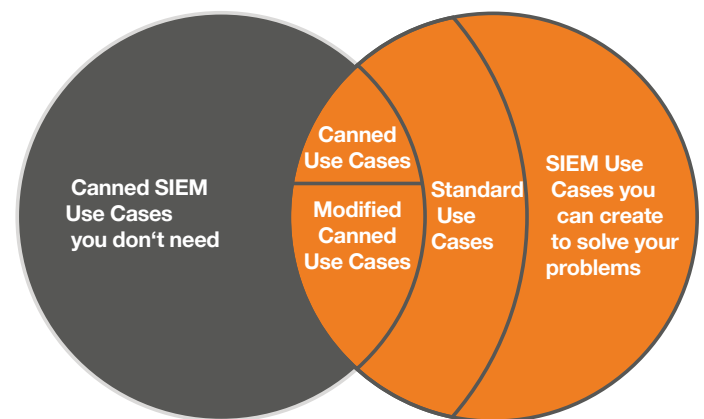 Canned SIEM
Use Cases
you don‘t need
Canned
Use Cases
Modified
Canned
Use Cases
Standard
Use
Cases
SIEM Use
Cases you
can create
to solve your
problems